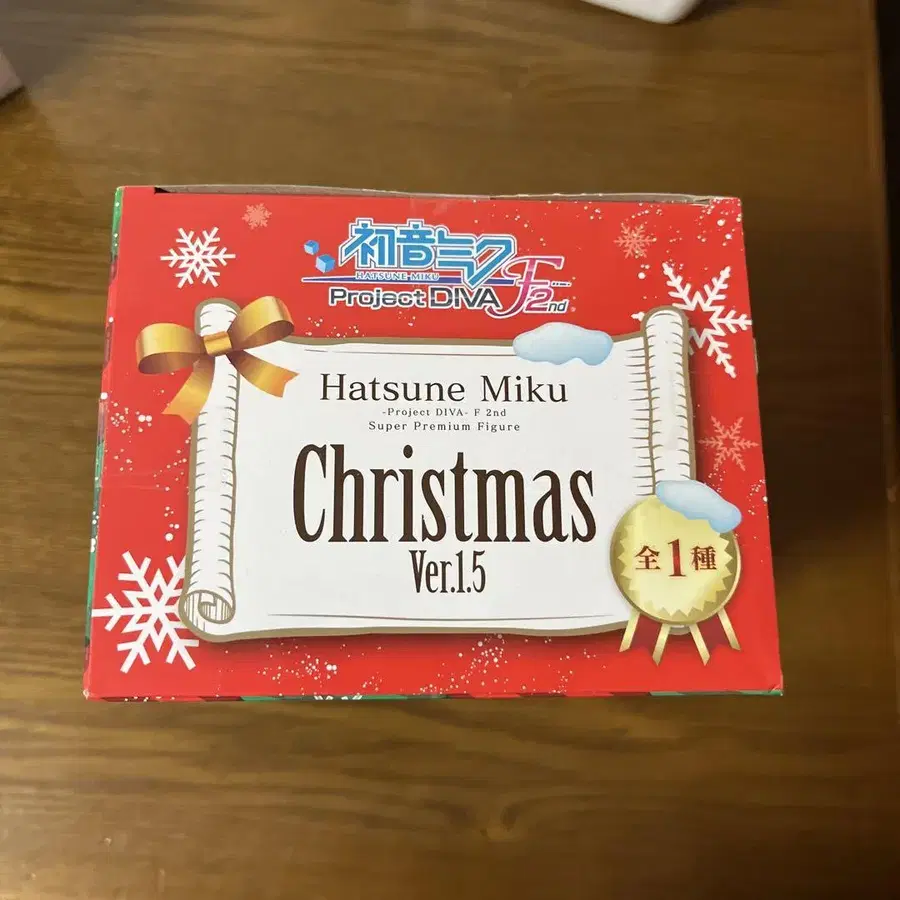 初音ミク
HATSUNE MIKU
Project DIVA F 2nd
Hatsune Miku
-Project DIVA- F 2nd
Super Premium Figure
Christmas
Ver.1.5
全1種